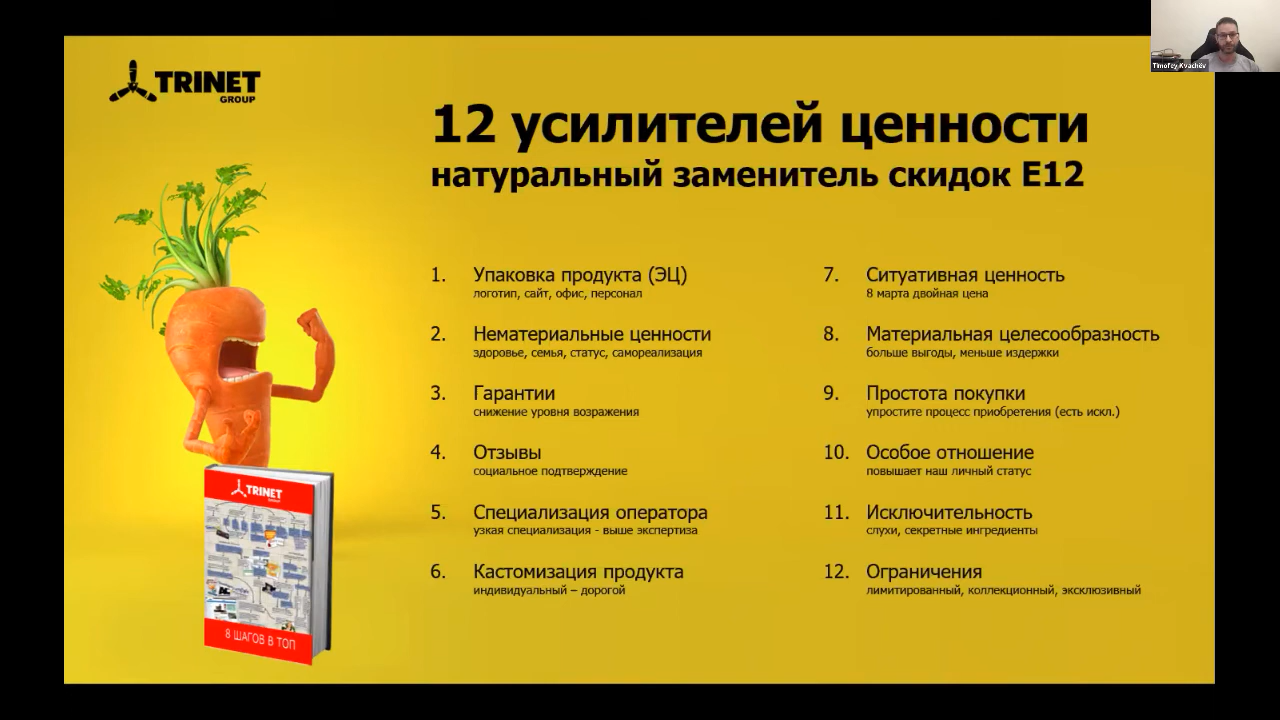 TRINET
GROUP
Timofey Kvachëv
12 усилителей ценности
натуральный заменитель скидок E12
1. Упаковка продукта (ЭЦ)
логотип, сайт, офис, персонал
2. Нематериальные ценности
здоровье, семья, статус, самореализация
3. Гарантии
снижение уровня возражения
4. Отзывы
социальное подтверждение
5. Специализация оператора
узкая специализация - выше экспертиза
6. Кастомизация продукта
индивидуальный – дорогой
7. Ситуативная ценность
8 марта двойная цена
8. Материальная целесообразность
больше выгоды, меньше издержки
9. Простота покупки
упростите процесс приобретения (есть искл.)
10. Особое отношение
повышает наш личный статус
11. Исключительность
слухи, секретные ингредиенты
12. Ограничения
лимитированный, коллекционный, эксклюзивный
TRINET
GROUP
8 ШАГОВ В ТОП